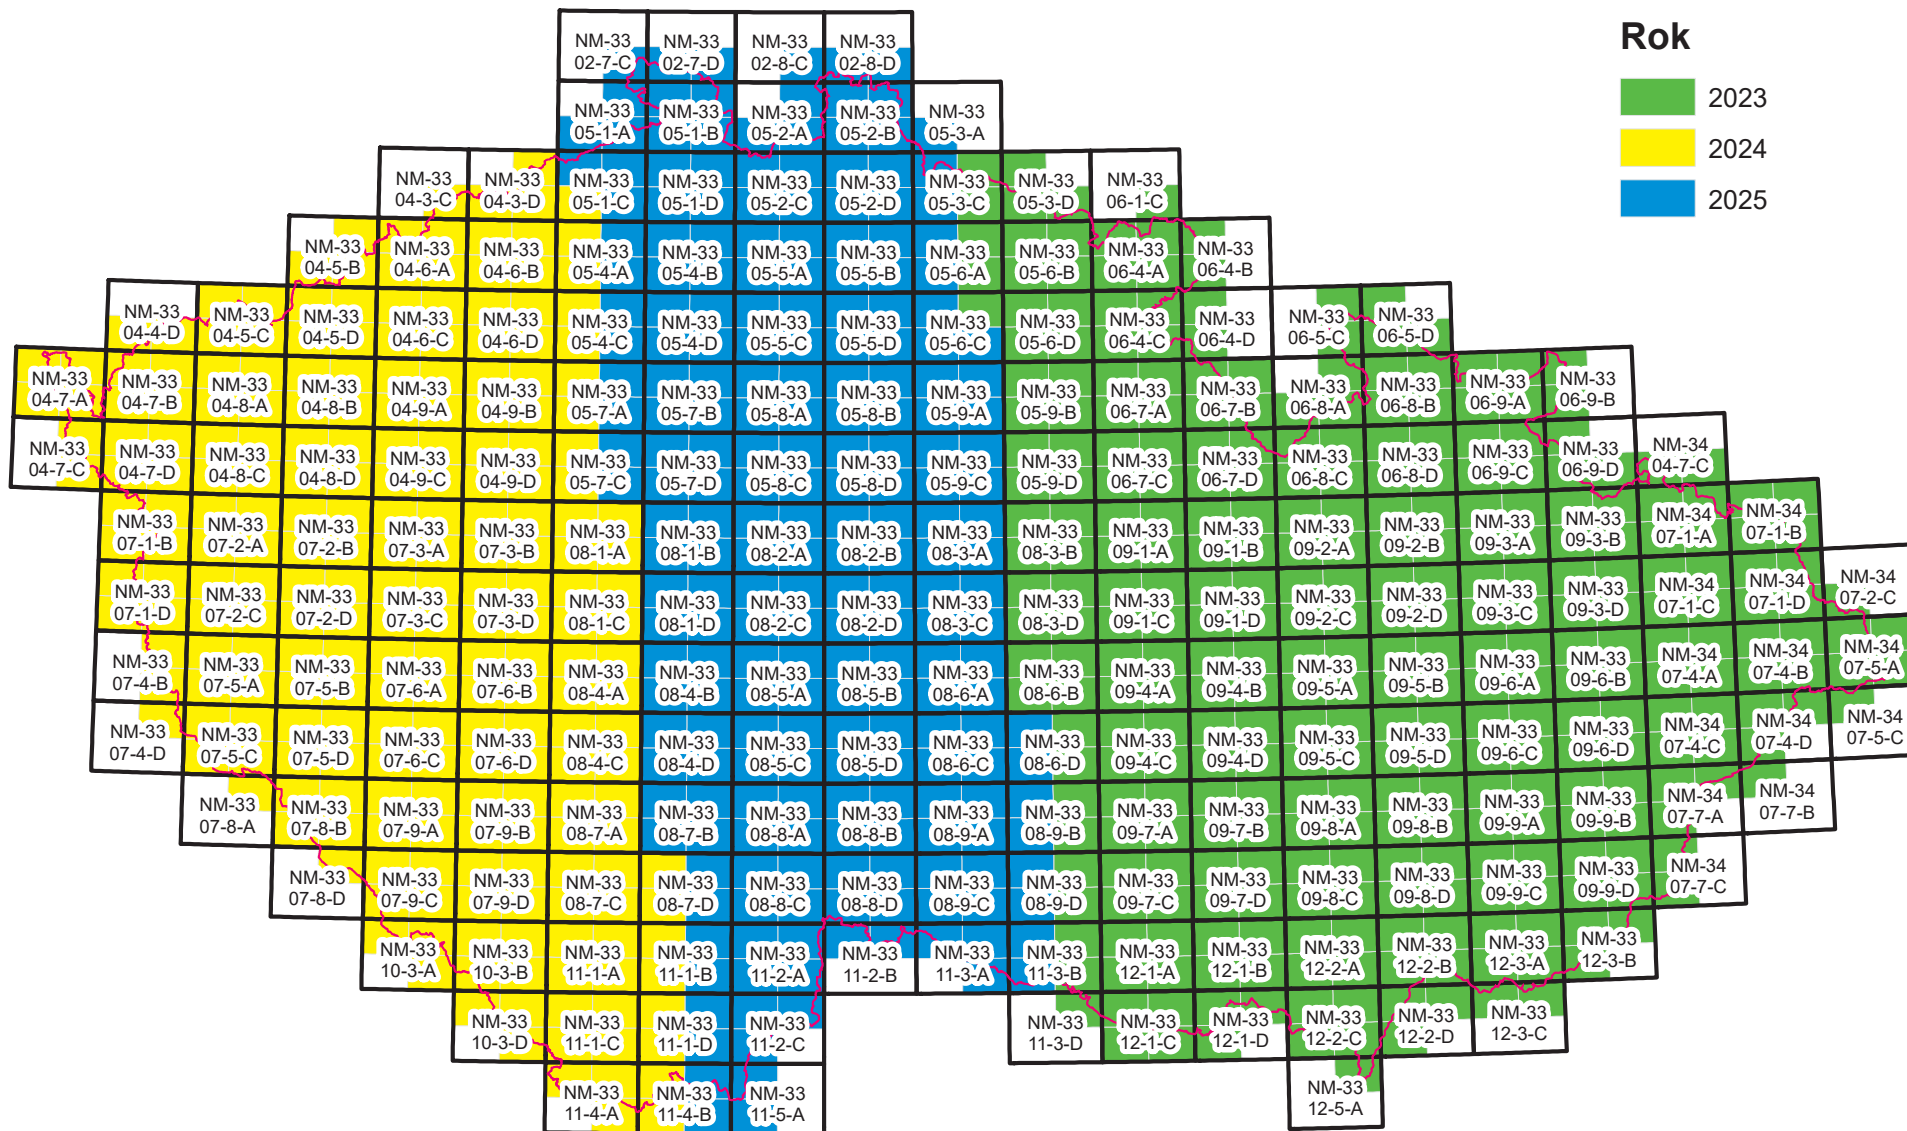 Rok
2023
2024
2025
NM-33 NM-33 NM-33 NM-33
02-7-C 02-7-D 02-8-C 02-8-D
NM-33 NM-33 NM-33 NM-33 NM-33
05-1-A 05-1-B 05-2-A 05-2-B 05-3-A
NM-33 NM-33 NM-33 NM-33 NM-33 NM-33 NM-33 NM-33 NM-33
04-3-C 04-3-D 05-1-C 05-1-D 05-2-C 05-2-D 05-3-C 05-3-D 06-1-C
NM-33 NM-33 NM-33 NM-33 NM-33 NM-33 NM-33 NM-33 NM-33 NM-33 NM-33
04-5-B 04-6-A 04-6-B 05-4-A 05-4-B 05-5-A 05-5-B 05-6-A 05-6-B 06-4-A 06-4-B
NM-33 NM-33 NM-33 NM-33 NM-33 NM-33 NM-33 NM-33 NM-33 NM-33 NM-33 NM-33 NM-33 NM-33 NM-33
04-4-D 04-5-C 04-5-D 04-6-C 04-6-D 05-4-C 05-4-D 05-5-C 05-5-D 05-6-C 05-6-D 06-4-C 06-4-D 06-5-C 06-5-D
NM-33 NM-33 NM-33 NM-33 NM-33 NM-33 NM-33 NM-33 NM-33 NM-33 NM-33 NM-33 NM-33 NM-33 NM-33 NM-33 NM-33 NM-33
04-7-A 04-7-B 04-8-A 04-8-B 04-9-A 04-9-B 05-7-A 05-7-B 05-8-A 05-8-B 05-9-A 05-9-B 06-7-A 06-7-B 06-8-A 06-8-B 06-9-A 06-9-B
NM-33 NM-33 NM-33 NM-33 NM-33 NM-33 NM-33 NM-33 NM-33 NM-33 NM-33 NM-33 NM-33 NM-33 NM-33 NM-33 NM-33 NM-33 NM-34
04-7-C 04-7-D 04-8-C 04-8-D 04-9-C 04-9-D 05-7-C 05-7-D 05-8-C 05-8-D 05-9-C 05-9-D 06-7-C 06-7-D 06-8-C 06-8-D 06-9-C 06-9-D 04-7-C
NM-33 NM-33 NM-33 NM-33 NM-33 NM-33 NM-33 NM-33 NM-33 NM-33 NM-33 NM-33 NM-33 NM-33 NM-33 NM-33 NM-33 NM-34 NM-34
07-1-B 07-2-A 07-2-B 07-3-A 07-3-B 08-1-A 08-1-B 08-2-A 08-2-B 08-3-A 08-3-B 09-1-A 09-1-B 09-2-A 09-2-B 09-3-A 09-3-B 07-1-A 07-1-B
NM-33 NM-33 NM-33 NM-33 NM-33 NM-33 NM-33 NM-33 NM-33 NM-33 NM-33 NM-33 NM-33 NM-33 NM-33 NM-33 NM-33 NM-34 NM-34 NM-34
07-1-D 07-2-C 07-2-D 07-3-C 07-3-D 08-1-C 08-1-D 08-2-C 08-2-D 08-3-C 08-3-D 09-1-C 09-1-D 09-2-C 09-2-D 09-3-C 09-3-D 07-1-C 07-1-D 07-2-C
NM-33 NM-33 NM-33 NM-33 NM-33 NM-33 NM-33 NM-33 NM-33 NM-33 NM-33 NM-33 NM-33 NM-33 NM-33 NM-33 NM-33 NM-34 NM-34 NM-34
07-4-B 07-5-A 07-5-B 07-6-A 07-6-B 08-4-A 08-4-B 08-5-A 08-5-B 08-6-A 08-6-B 09-4-A 09-4-B 09-5-A 09-5-B 09-6-A 09-6-B 07-4-A 07-4-B 07-5-A
NM-33 NM-33 NM-33 NM-33 NM-33 NM-33 NM-33 NM-33 NM-33 NM-33 NM-33 NM-33 NM-33 NM-33 NM-33 NM-33 NM-33 NM-34 NM-34 NM-34
07-4-D 07-5-C 07-5-D 07-6-C 07-6-D 08-4-C 08-4-D 08-5-C 08-5-D 08-6-C 08-6-D 09-4-C 09-4-D 09-5-C 09-5-D 09-6-C 09-6-D 07-4-C 07-4-D 07-5-C
NM-33 NM-33 NM-33 NM-33 NM-33 NM-33 NM-33 NM-33 NM-33 NM-33 NM-33 NM-33 NM-33 NM-33 NM-33 NM-33 NM-34 NM-34
07-8-A 07-8-B 07-9-A 07-9-B 08-7-A 08-7-B 08-8-A 08-8-B 08-9-A 08-9-B 09-7-A 09-7-B 09-8-A 09-8-B 09-9-A 09-9-B 07-7-A 07-7-B
NM-33 NM-33 NM-33 NM-33 NM-33 NM-33 NM-33 NM-33 NM-33 NM-33 NM-33 NM-33 NM-33 NM-33 NM-33 NM-34
07-8-D 07-9-C 07-9-D 08-7-C 08-7-D 08-8-C 08-8-D 08-9-C 08-9-D 09-7-C 09-7-D 09-8-C 09-8-D 09-9-C 09-9-D 07-7-C
NM-33 NM-33 NM-33 NM-33 NM-33 NM-33 NM-33 NM-33 NM-33 NM-33 NM-33 NM-33 NM-33 NM-33
10-3-A 10-3-B 11-1-A 11-1-B 11-2-A 11-2-B 11-3-A 11-3-B 12-1-A 12-1-B 12-2-A 12-2-B 12-3-A 12-3-B
NM-33 NM-33 NM-33 NM-33 NM-33 NM-33 NM-33 NM-33 NM-33 NM-33
10-3-D 11-1-C 11-1-D 11-2-C 11-3-D 12-1-C 12-1-D 12-2-C 12-2-D 12-3-C
NM-33 NM-33 NM-33 NM-33
11-4-A 11-4-B 11-5-A 12-5-A